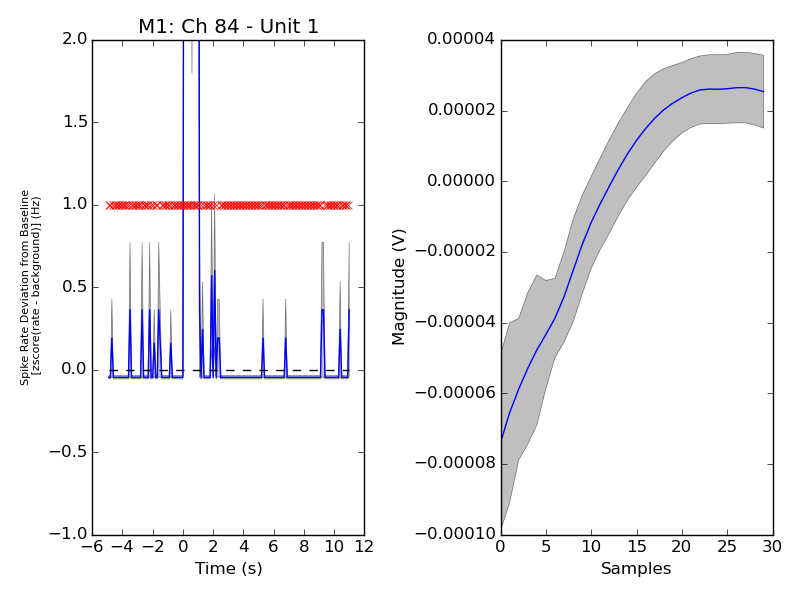 M1: Ch 84 - Unit 1
2.0
1.5
1.0
0.5
0.0
−0.5
−1.0
−6 −4 −2 0 2 4 6 8 10 12
Time (s)
Spike Rate Deviation from Baseline
[zscore(rate - background)] (Hz)
0.00004
0.00002
0.00000
−0.00002
−0.00004
−0.00006
−0.00008
−0.00010
0 5 10 15 20 25 30
Samples
Magnitude (V)